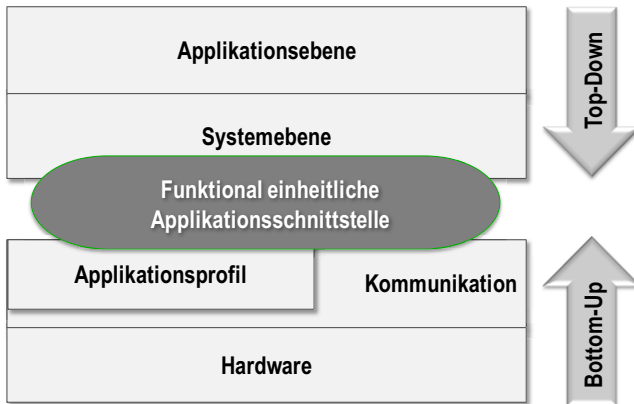 Applikationsebene
Top-Down
Systemebene
Funktional einheitliche
Applikationsschnittstelle
Applikationsprofil
Kommunikation
Bottom-Up
Hardware